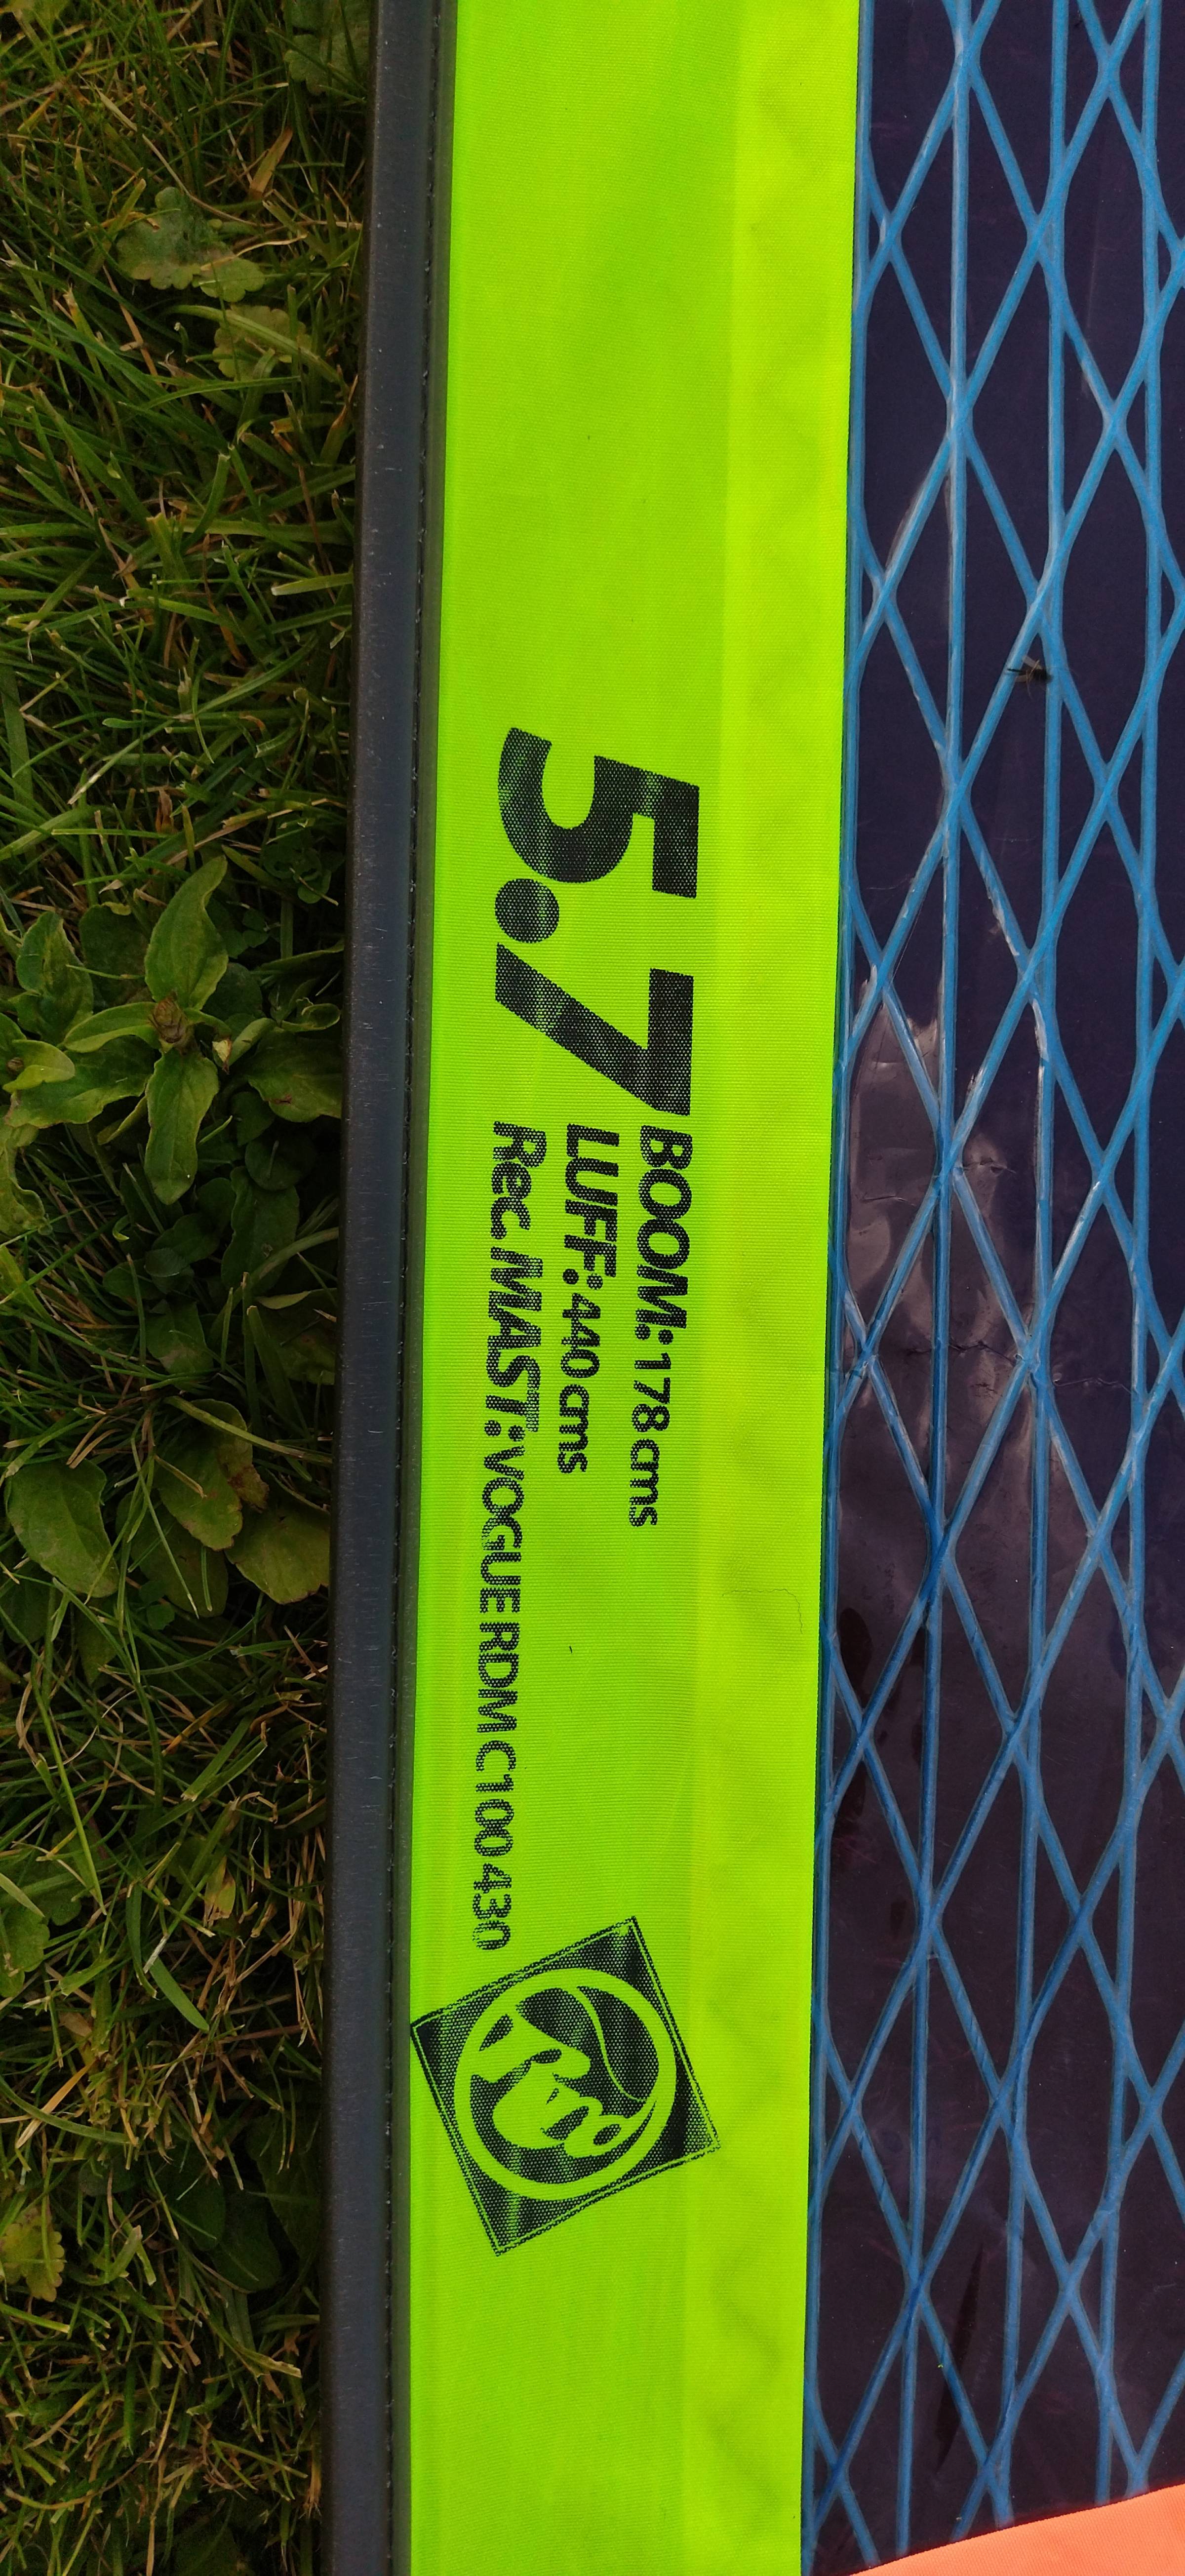 5.7
BOOM: 178 cms
LUFF: 440 cms
Rec. MAST: VOGUE RDM C100 430